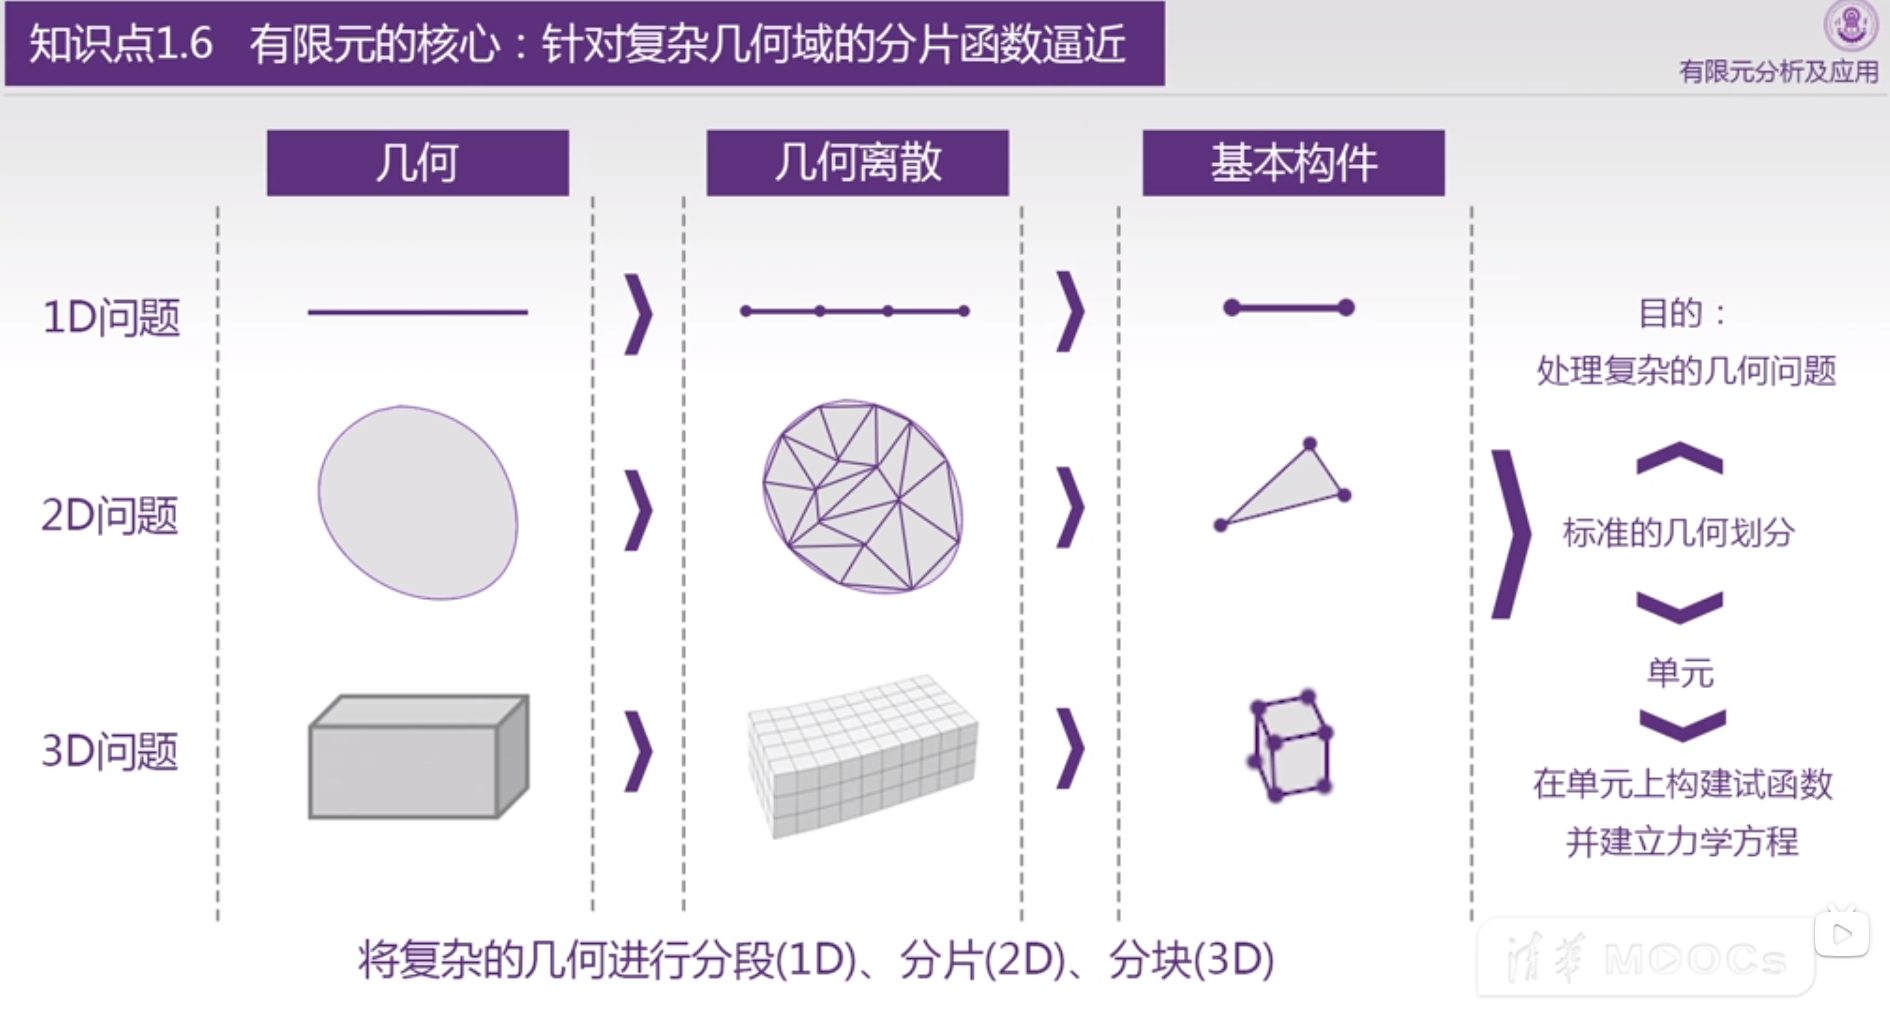 知识点1.6 有限元的核心：针对复杂几何域的分片函数逼近
有限元分析及应用
几何
几何离散
基本构件
1D问题
2D问题
3D问题
目的：
处理复杂的几何问题
标准的几何划分
单元
在单元上构建试函数
并建立力学方程
将复杂的几何进行分段(1D)、分片(2D)、分块(3D)
清华 MOOCs